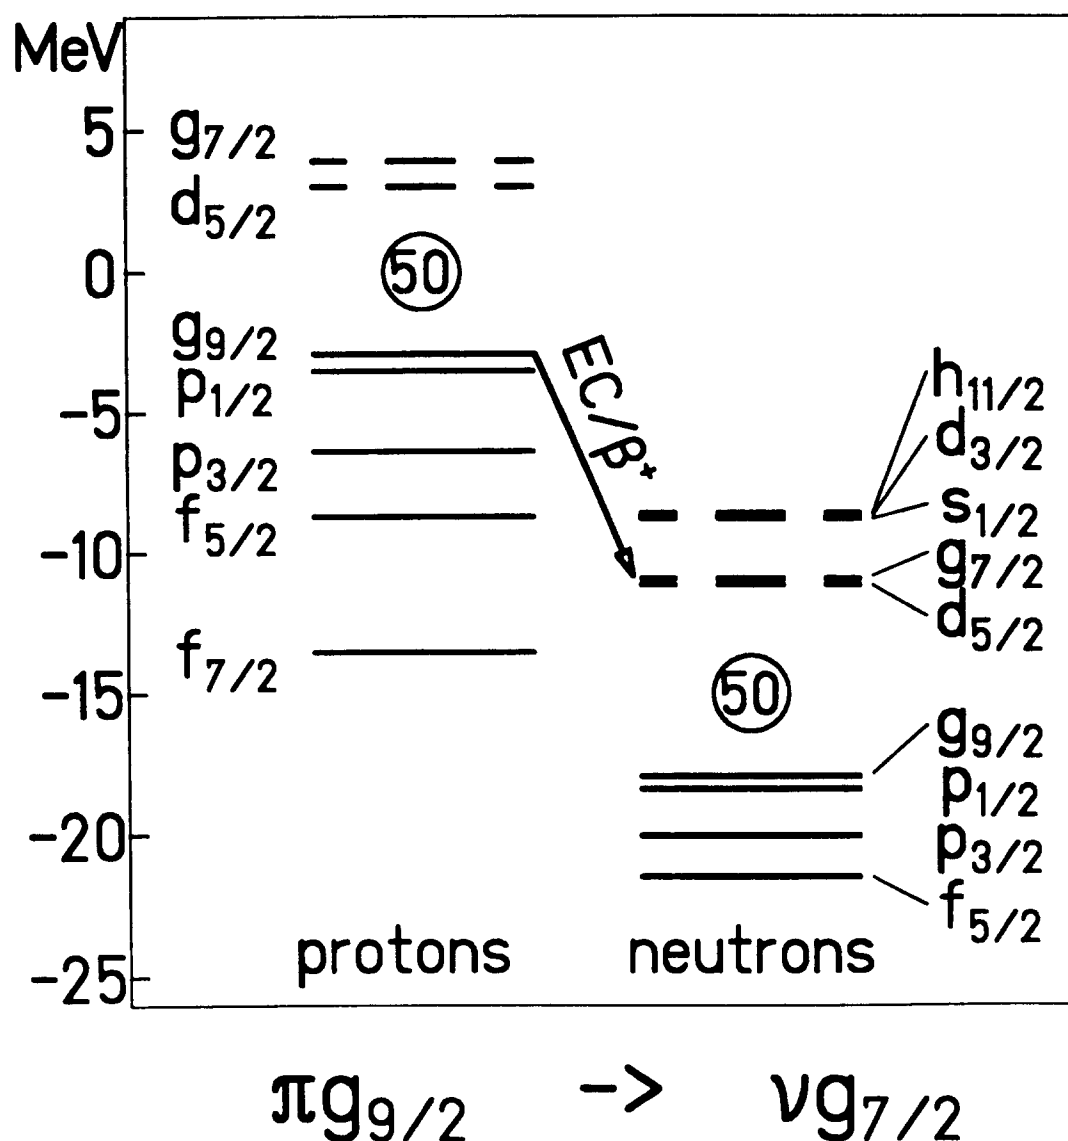 MeV
5
g7/2
d5/2
50
0
g9/2
p1/2
EC/β+
-5
h11/2
p3/2
d3/2
f5/2
s1/2
-10
g7/2
d5/2
f7/2
-15
50
g9/2
p1/2
-20
p3/2
f5/2
protons
neutrons
-25
πg9/2 -> νg7/2